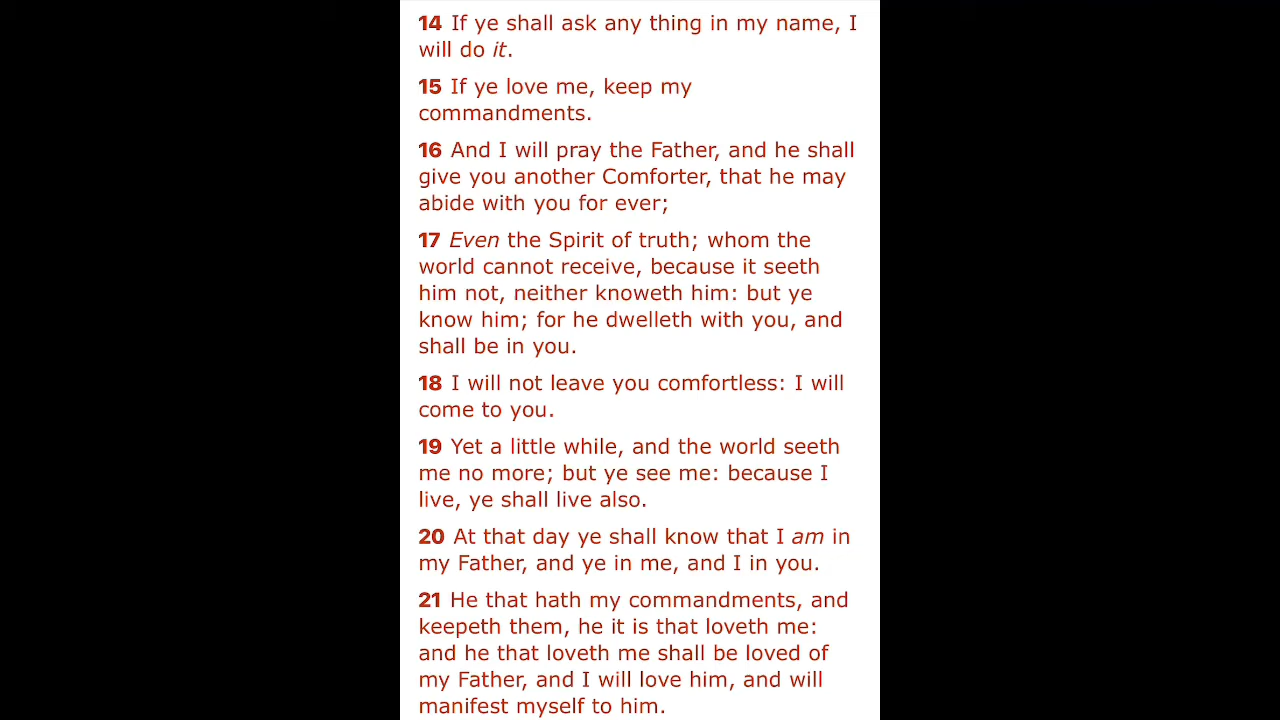 14 If ye shall ask any thing in my name, I
will do it.
15 If ye love me, keep my
commandments.
16 And I will pray the Father, and he shall
give you another Comforter, that he may
abide with you for ever;
17 Even the Spirit of truth; whom the
world cannot receive, because it seeth
him not, neither knoweth him: but ye
know him; for he dwelleth with you, and
shall be in you.
18 I will not leave you comfortless: I will
come to you.
19 Yet a little while, and the world seeth
me no more; but ye see me: because I
live, ye shall live also.
20 At that day ye shall know that I am in
my Father, and ye in me, and I in you.
21 He that hath my commandments, and
keepeth them, he it is that loveth me:
and he that loveth me shall be loved of
my Father, and I will love him, and will
manifest myself to him.